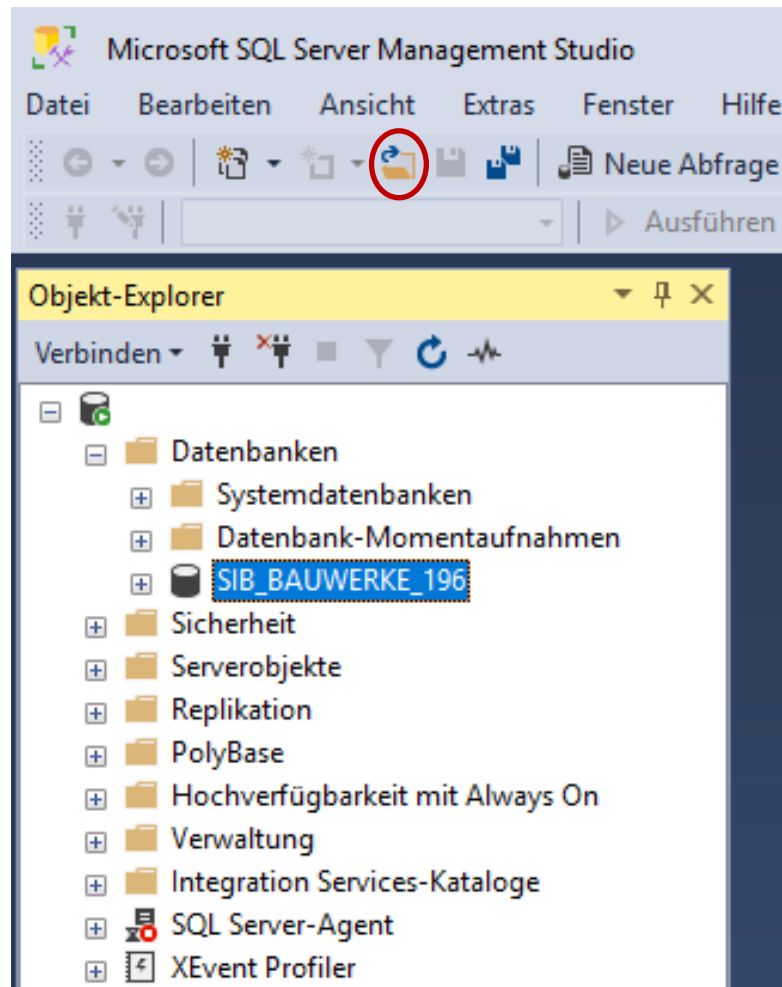 Microsoft SQL Server Management Studio
Datei Bearbeiten Ansicht Extras Fenster Hilfe
Neue Abfrage
Ausführen
Objekt-Explorer
Verbinden
Datenbanken
Systemdatenbanken
Datenbank-Momentaufnahmen
SIB_BAUWERKE_196
Sicherheit
Serverobjekte
Replikation
PolyBase
Hochverfügbarkeit mit Always On
Verwaltung
Integration Services-Kataloge
SQL Server-Agent
XEvent Profiler